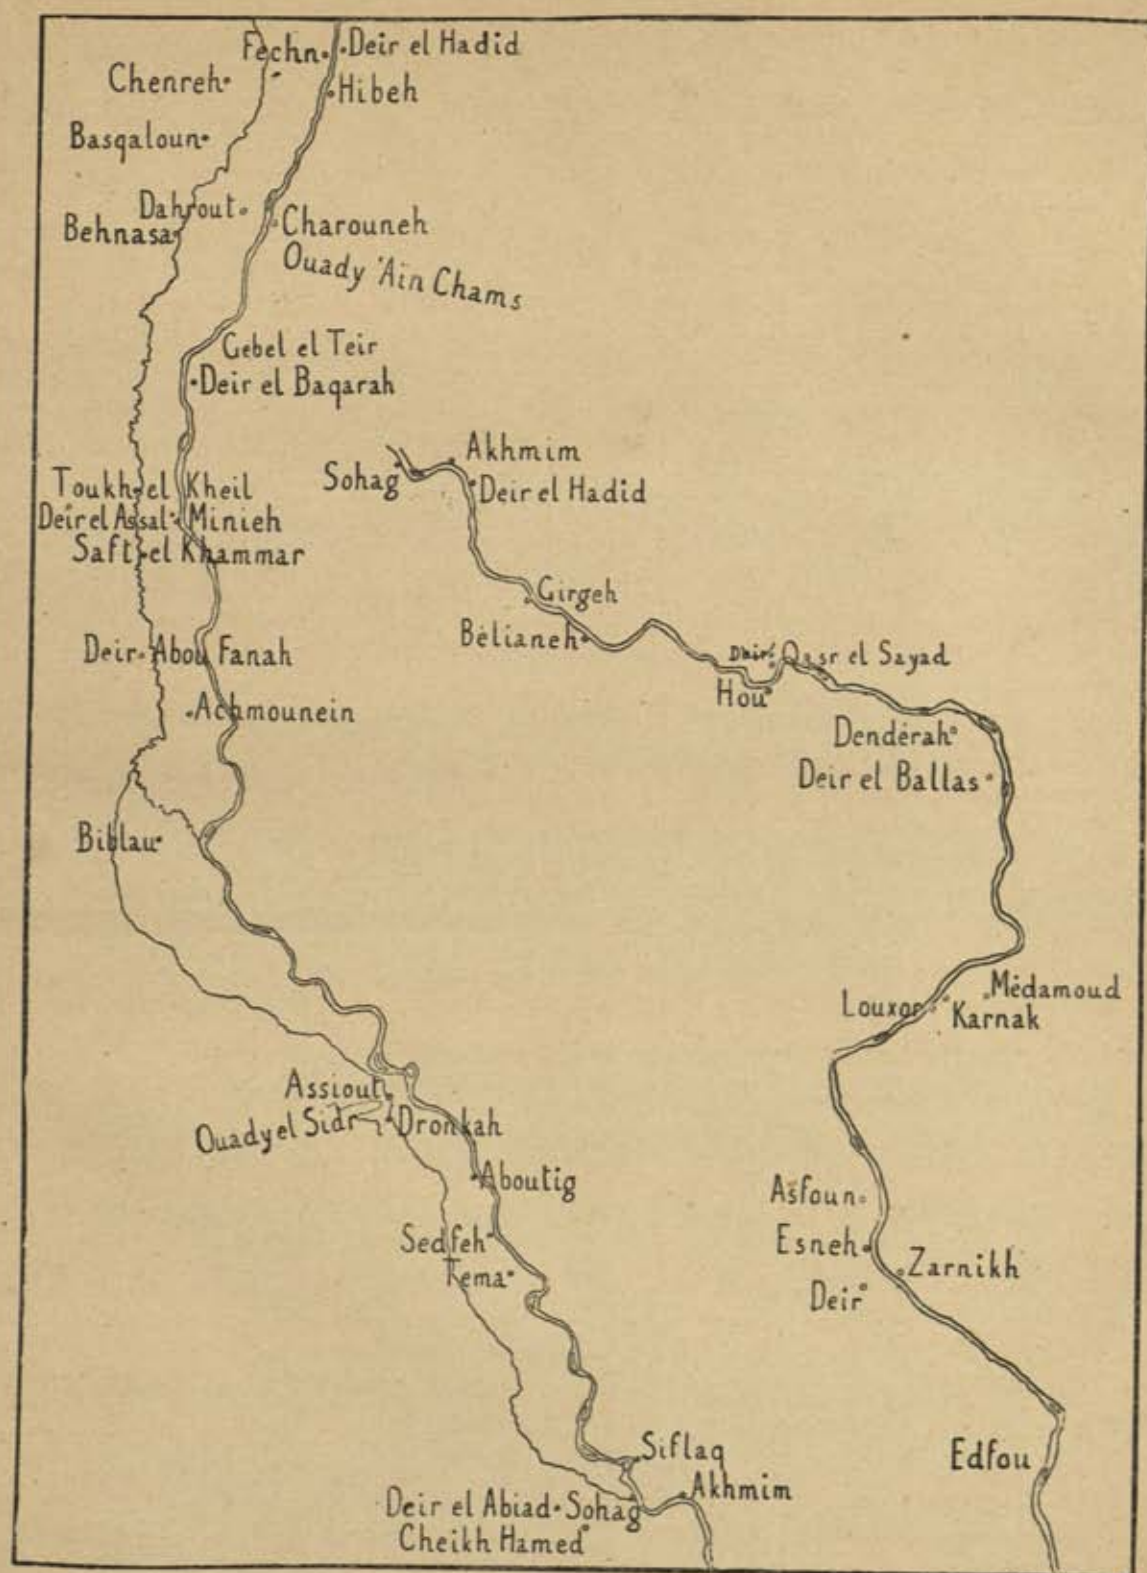 Fechn
Deir el Hadid
Chenreh
Hibeh
Basqaloun
Dahrout
Behnasa
Charouneh
Ouady 'Ain Chams
Gebel el Teir
Deir el Baqarah
Akhmim
Sohag
Deir el Hadid
Toukh el Kheil
Deir el Assal
Minieh
Saft el Khammar
Girgeh
Bélianeh
Deir Abou Fanah
Deir
Qasr el Sayad
Hou
Achmounein
Dendérah
Deir el Ballas
Biblau
Médamoud
Louxor
Karnak
Assiout
Ouady el Sidr
Dronkah
Aboutig
Asfoun
Sedfeh
Esneh
Tema
Zarnikh
Deir
Siflaq
Edfou
Akhmim
Deir el Abiad
Sohag
Cheikh Hamed